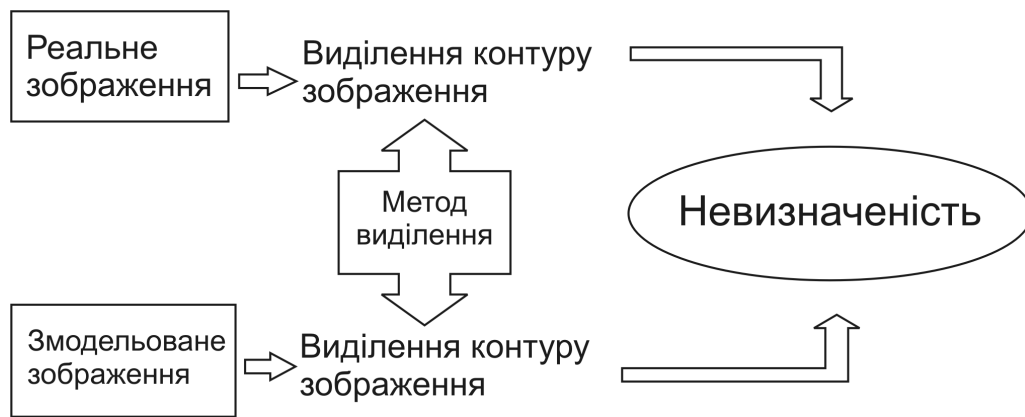 Реальне
зображення
Виділення контуру
зображення
Метод
виділення
Невизначеність
Змодельоване
зображення
Виділення контуру
зображення